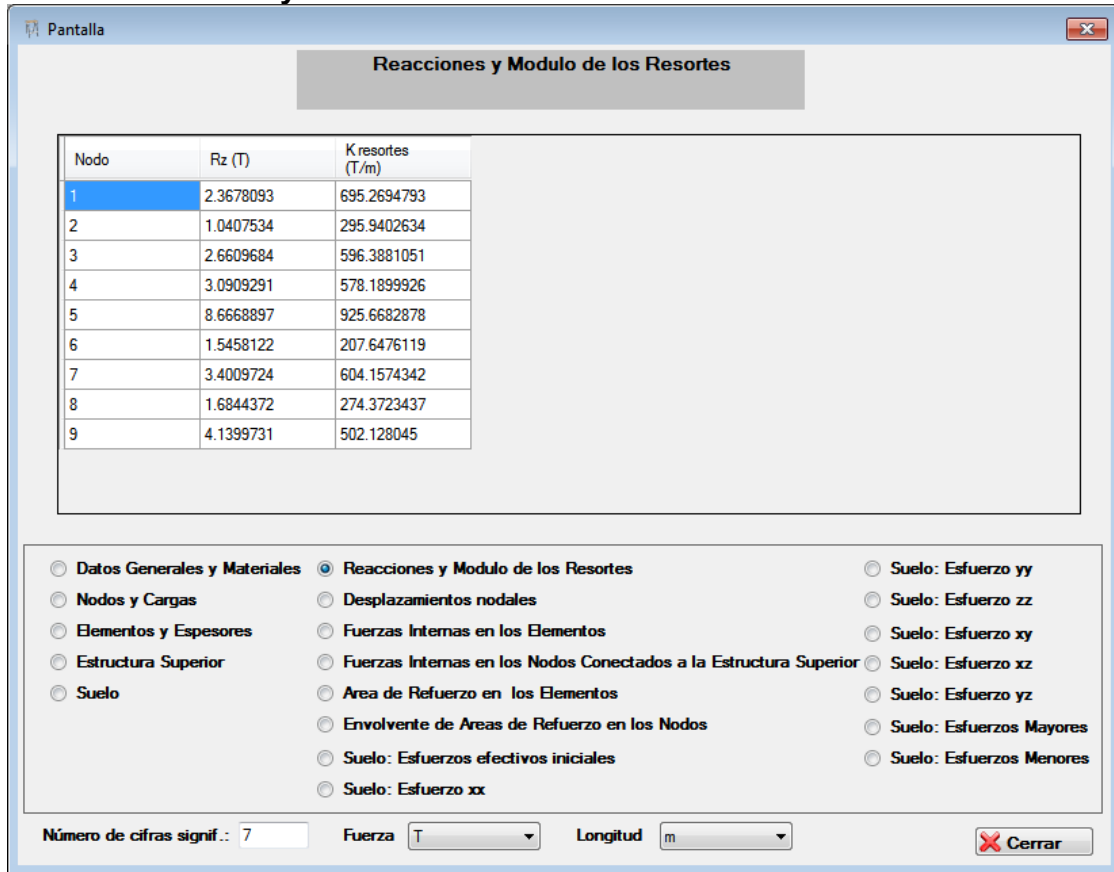 Pantalla
Reacciones y Modulo de los Resortes
Nodo Rz (T) K resortes (T/m)
1 2.3678093 695.2694793
2 1.0407534 295.9402634
3 2.6609684 596.3881051
4 3.0909291 578.1899926
5 8.6668897 925.6682878
6 1.5458122 207.6476119
7 3.4009724 604.1574342
8 1.6844372 274.3723437
9 4.1399731 502.128045
Datos Generales y Materiales Reacciones y Modulo de los Resortes Suelo: Esfuerzo yy
Nodos y Cargas Desplazamientos nodales Suelo: Esfuerzo zz
Elementos y Espesores Fuerzas Internas en los Elementos Suelo: Esfuerzo xy
Estructura Superior Fuerzas Internas en los Nodos Conectados a la Estructura Superior Suelo: Esfuerzo xz
Suelo Area de Refuerzo en los Elementos Suelo: Esfuerzo yz
Envolvente de Areas de Refuerzo en los Nodos Suelo: Esfuerzos Mayores
Suelo: Esfuerzos efectivos iniciales Suelo: Esfuerzos Menores
Suelo: Esfuerzo xx
Número de cifras signif.: 7 Fuerza T Longitud m Cerrar